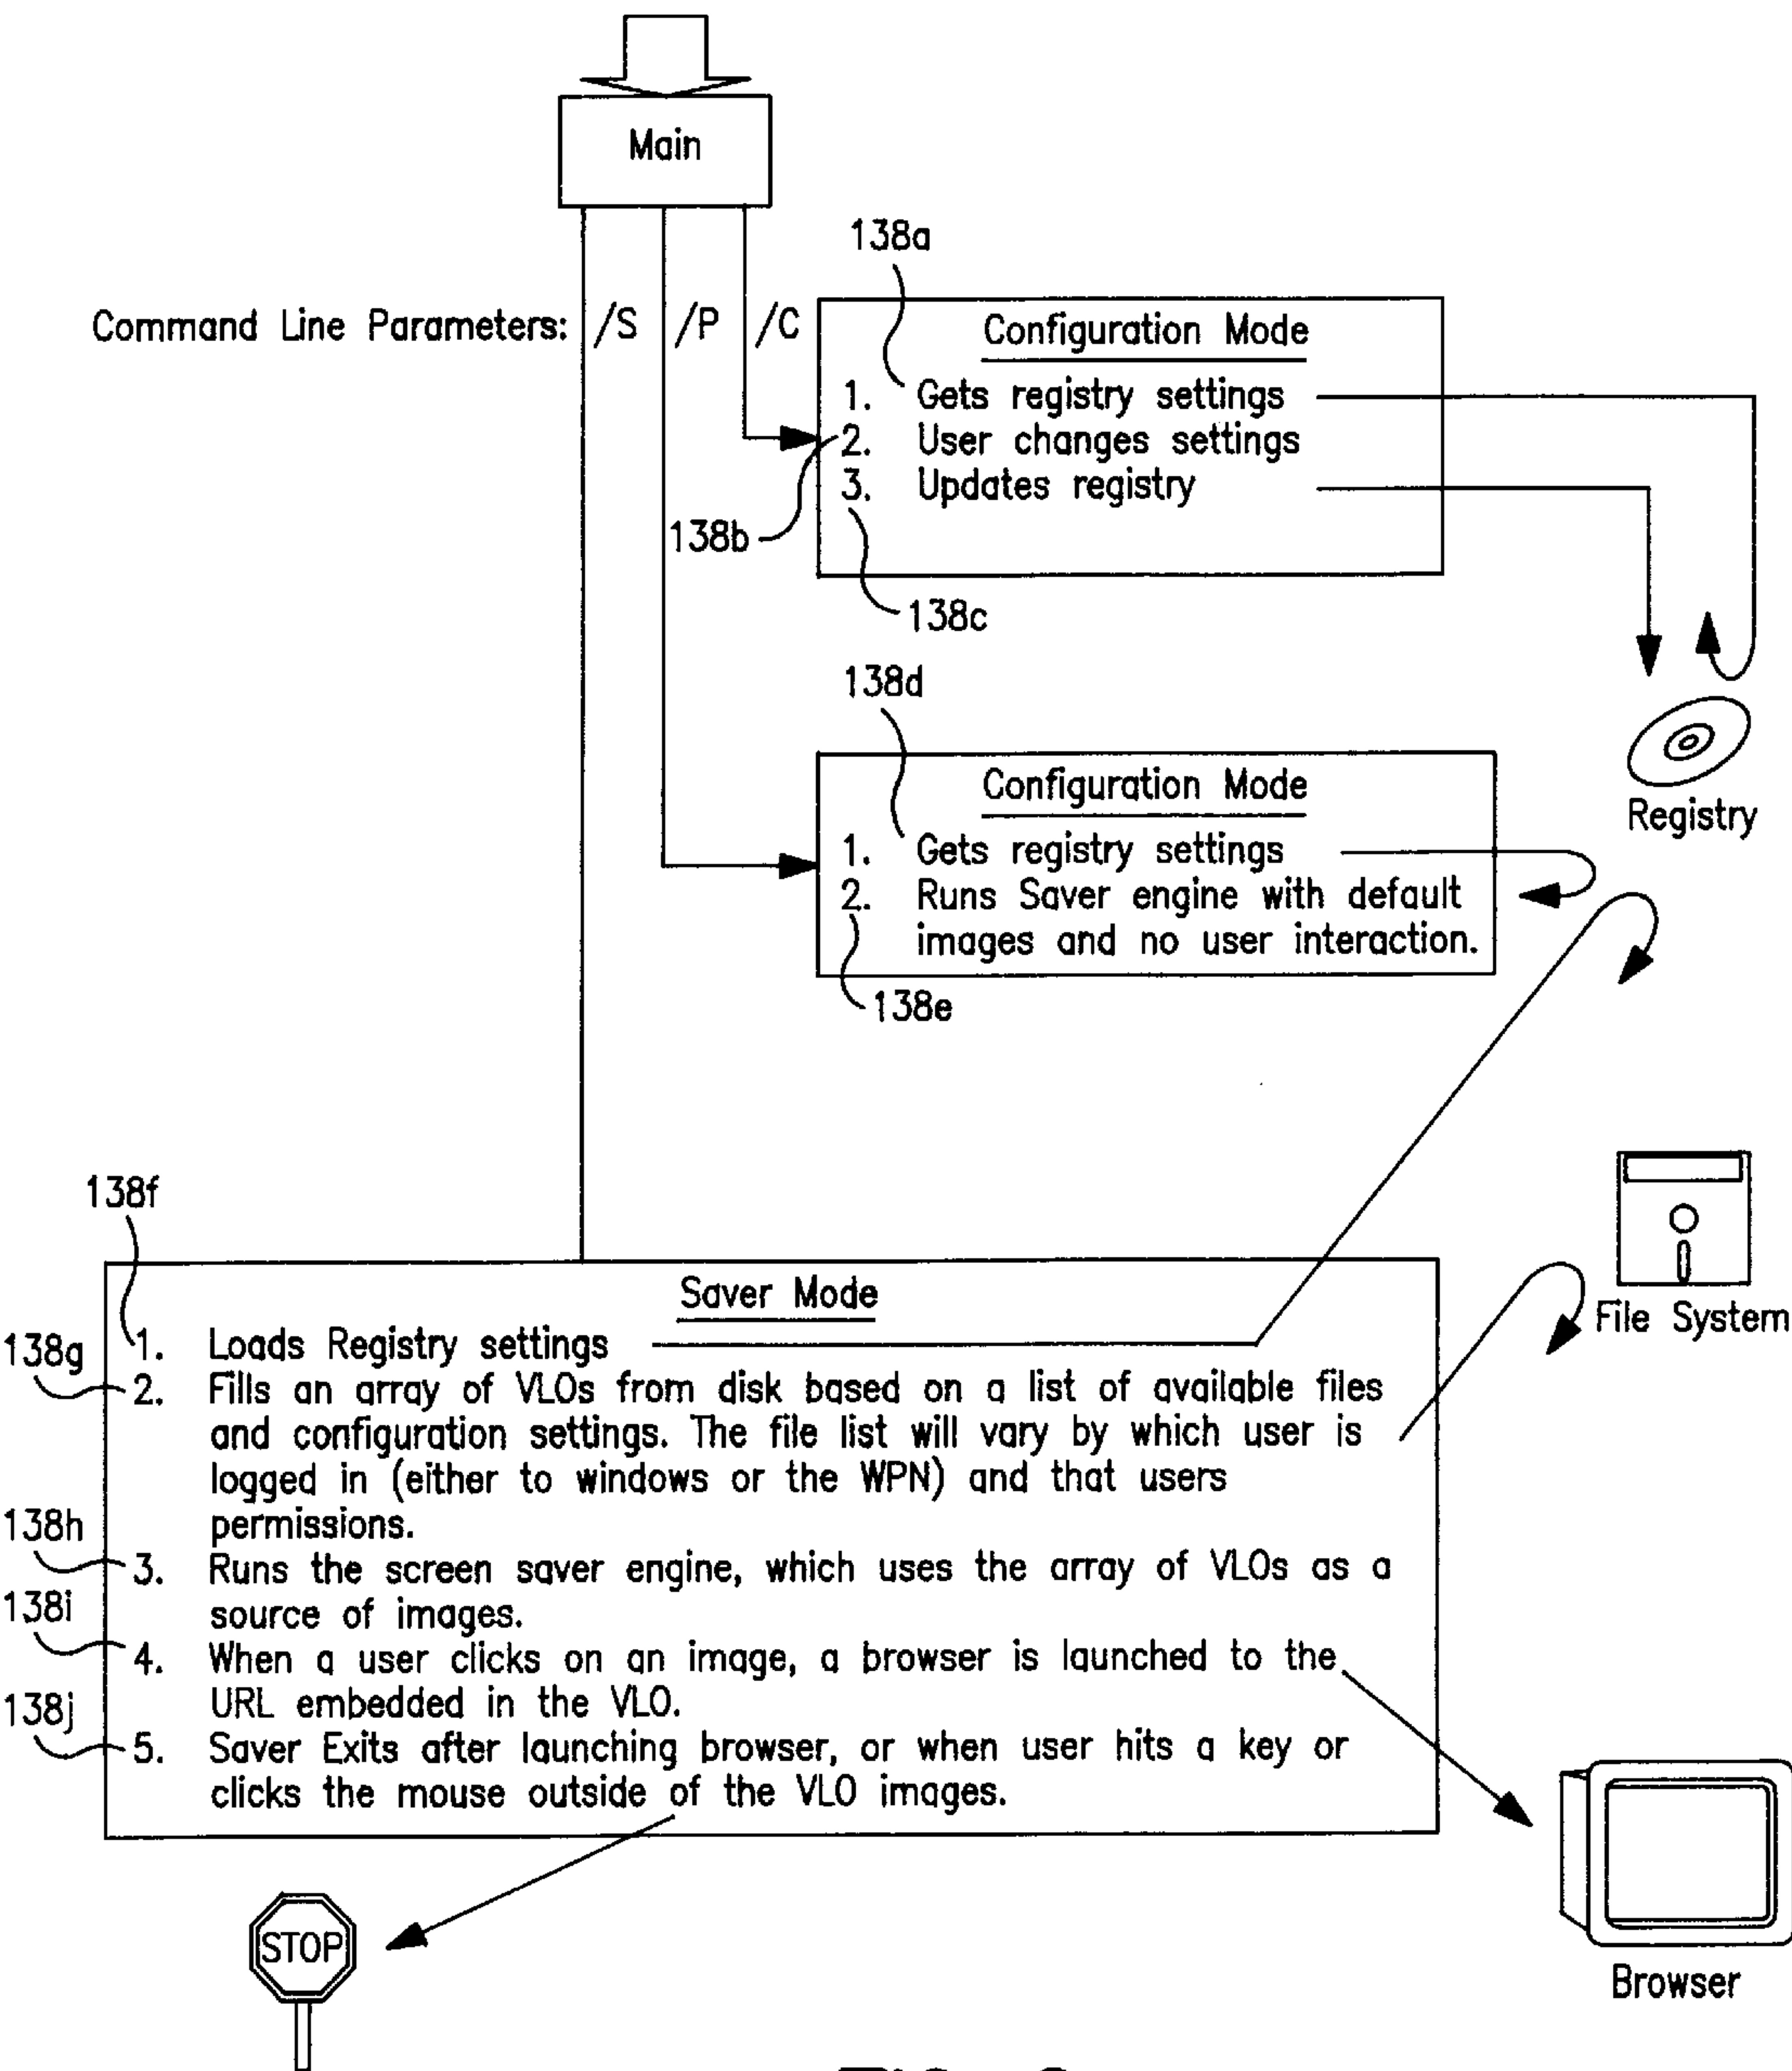 Main
138a
Command Line Parameters: /S /P /C
Configuration Mode
1. Gets registry settings
2. User changes settings
3. Updates registry
138b
138c
138d
Configuration Mode
1. Gets registry settings
2. Runs Saver engine with default
images and no user interaction.
138e
Registry
File System
138f
Saver Mode
138g
1. Loads Registry settings
2. Fills an array of VLOs from disk based on a list of available files
and configuration settings. The file list will vary by which user is
logged in (either to windows or the WPN) and that users
permissions.
138h
3. Runs the screen saver engine, which uses the array of VLOs as a
source of images.
138i
4. When a user clicks on an image, a browser is launched to the
URL embedded in the VLO.
138j
5. Saver Exits after launching browser, or when user hits a key or
clicks the mouse outside of the VLO images.
STOP
Browser